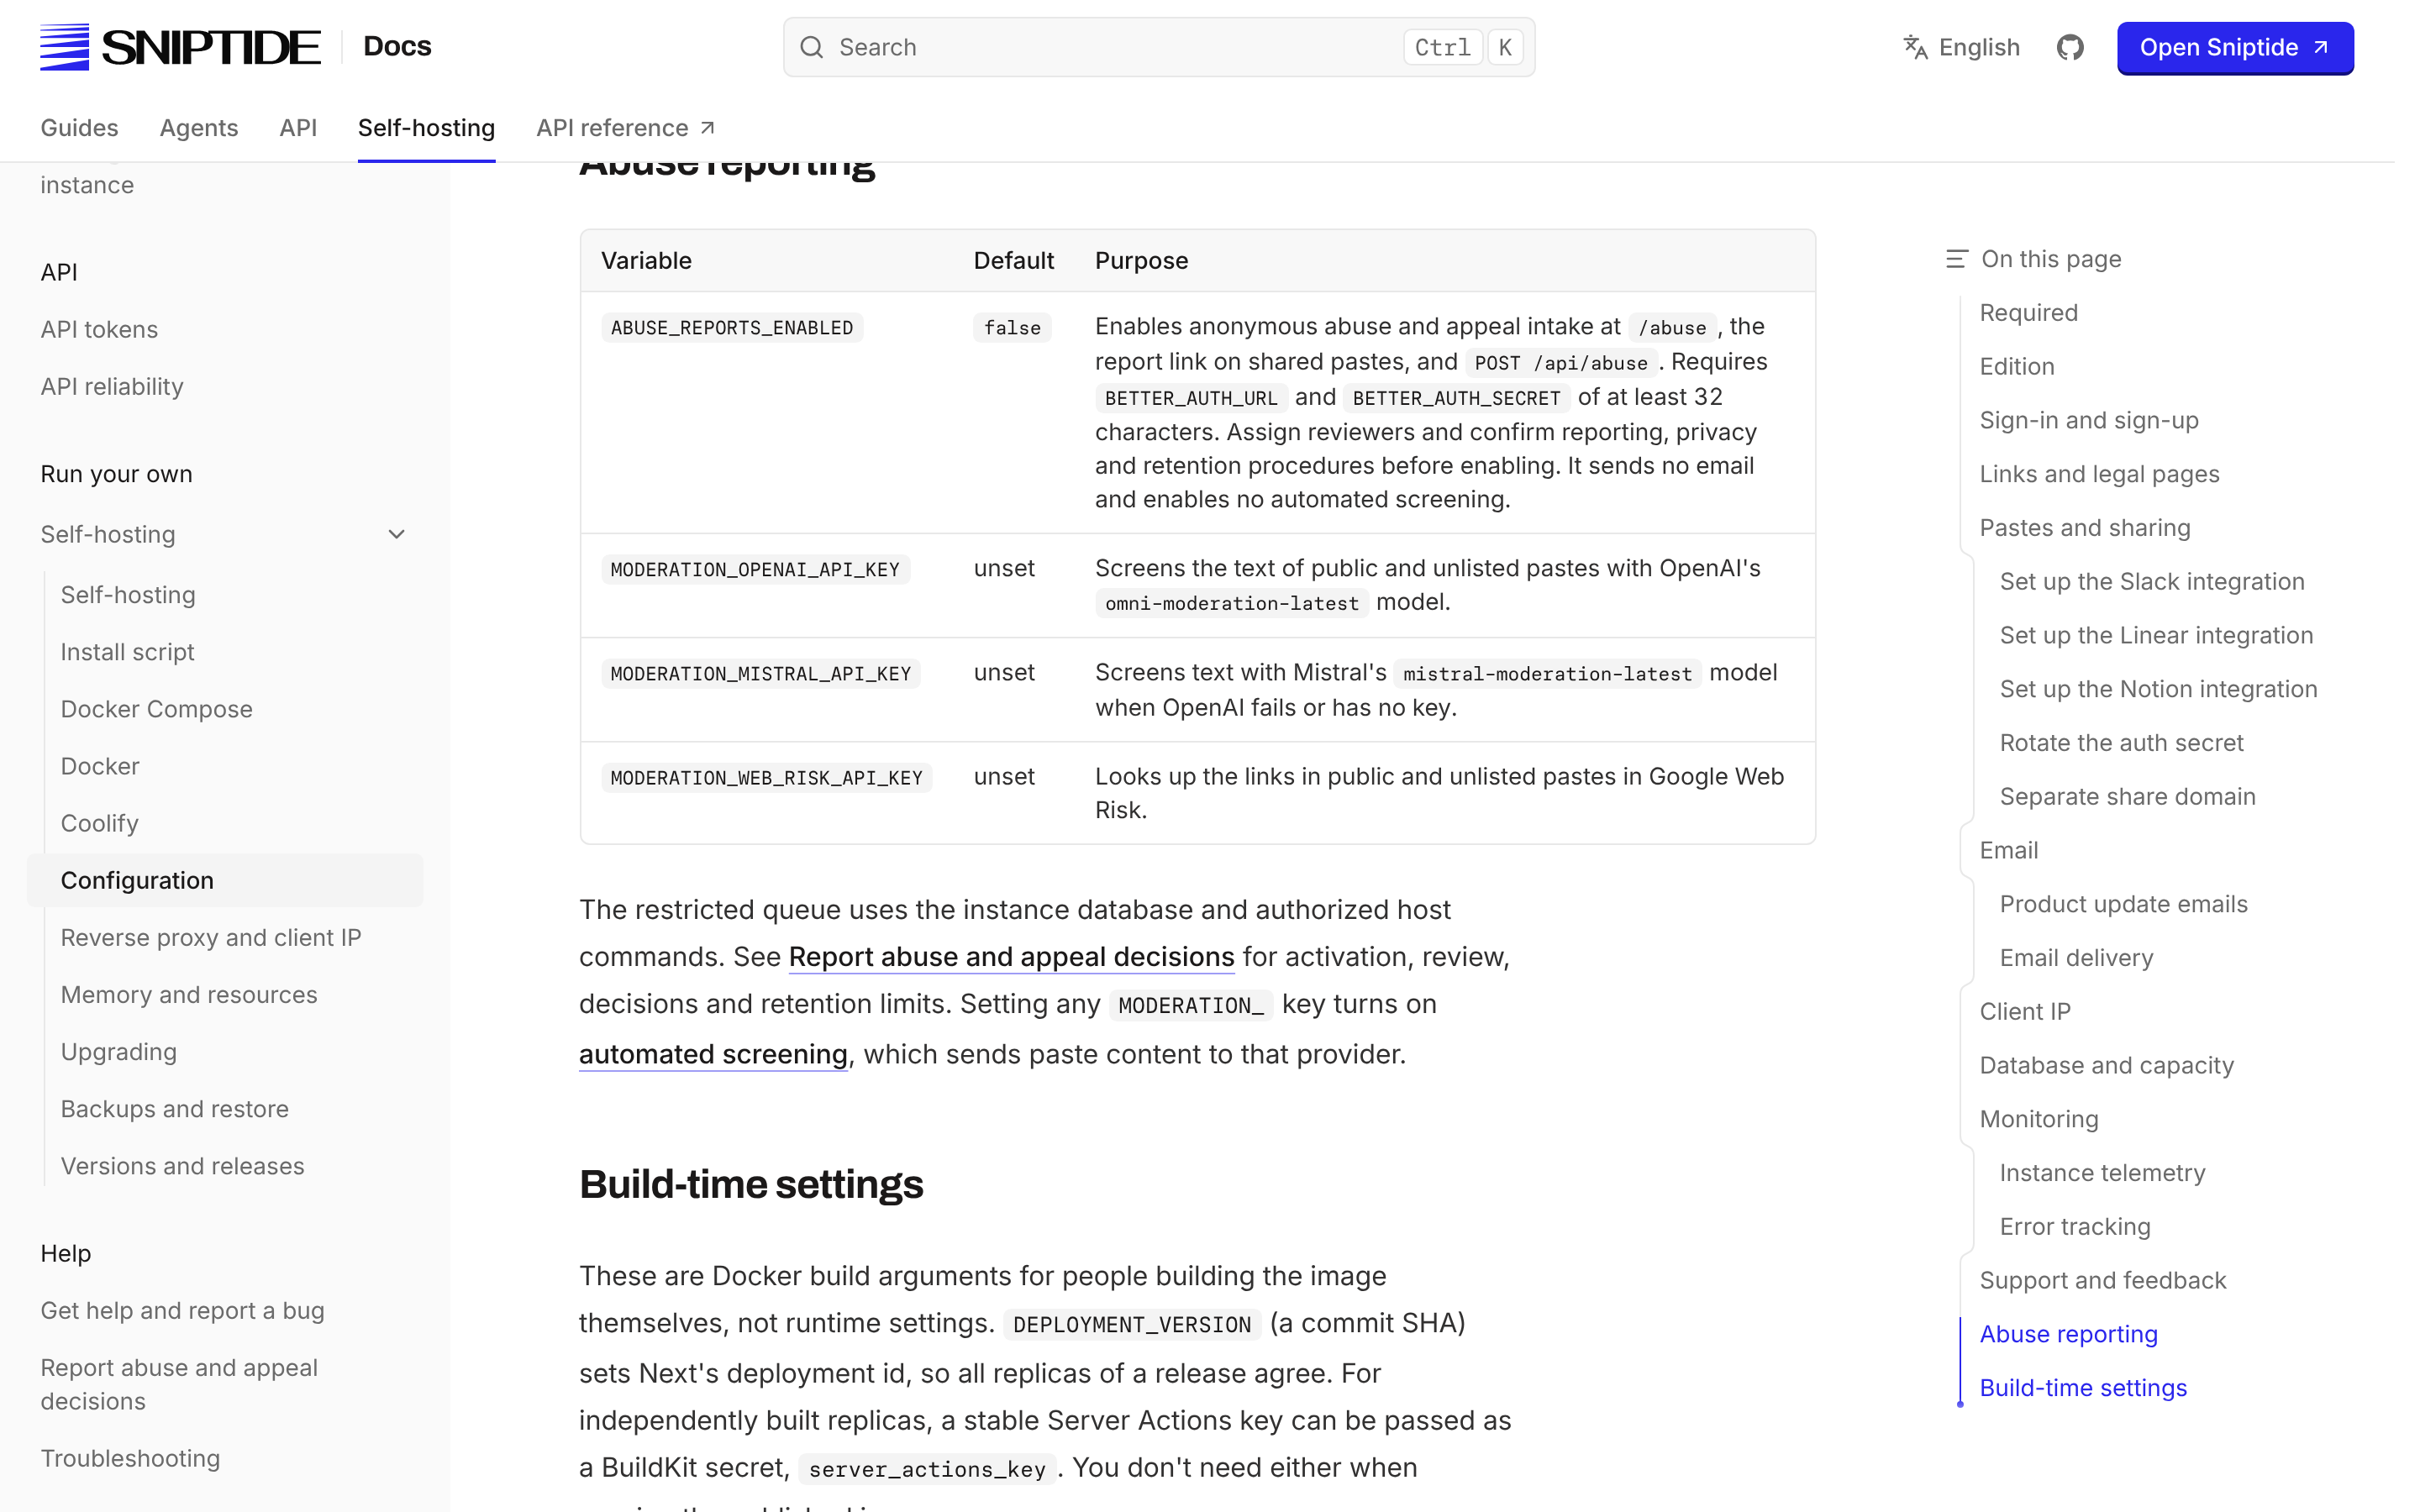 SNIPTIDE
Docs
Search
Ctrl K
English
Open Sniptide
Guides
Agents
API
Self-hosting
API reference
instance
API
API tokens
API reliability
Run your own
Self-hosting
Self-hosting
Install script
Docker Compose
Docker
Coolify
Configuration
Reverse proxy and client IP
Memory and resources
Upgrading
Backups and restore
Versions and releases
Help
Get help and report a bug
Report abuse and appeal
decisions
Troubleshooting
Abuse reporting
Variable Default Purpose
ABUSE_REPORTS_ENABLED false Enables anonymous abuse and appeal intake at /abuse, the
report link on shared pastes, and POST /api/abuse. Requires
BETTER_AUTH_URL and BETTER_AUTH_SECRET of at least 32
characters. Assign reviewers and confirm reporting, privacy
and retention procedures before enabling. It sends no email
and enables no automated screening.
MODERATION_OPENAI_API_KEY unset Screens the text of public and unlisted pastes with OpenAI's
omni-moderation-latest model.
MODERATION_MISTRAL_API_KEY unset Screens text with Mistral's mistral-moderation-latest model
when OpenAI fails or has no key.
MODERATION_WEB_RISK_API_KEY unset Looks up the links in public and unlisted pastes in Google Web
Risk.
The restricted queue uses the instance database and authorized host
commands. See Report abuse and appeal decisions for activation, review,
decisions and retention limits. Setting any MODERATION_ key turns on
automated screening, which sends paste content to that provider.
Build-time settings
These are Docker build arguments for people building the image
themselves, not runtime settings. DEPLOYMENT_VERSION (a commit SHA)
sets Next's deployment id, so all replicas of a release agree. For
independently built replicas, a stable Server Actions key can be passed as
a BuildKit secret, server_actions_key. You don't need either when
On this page
Required
Edition
Sign-in and sign-up
Links and legal pages
Pastes and sharing
Set up the Slack integration
Set up the Linear integration
Set up the Notion integration
Rotate the auth secret
Separate share domain
Email
Product update emails
Email delivery
Client IP
Database and capacity
Monitoring
Instance telemetry
Error tracking
Support and feedback
Abuse reporting
Build-time settings